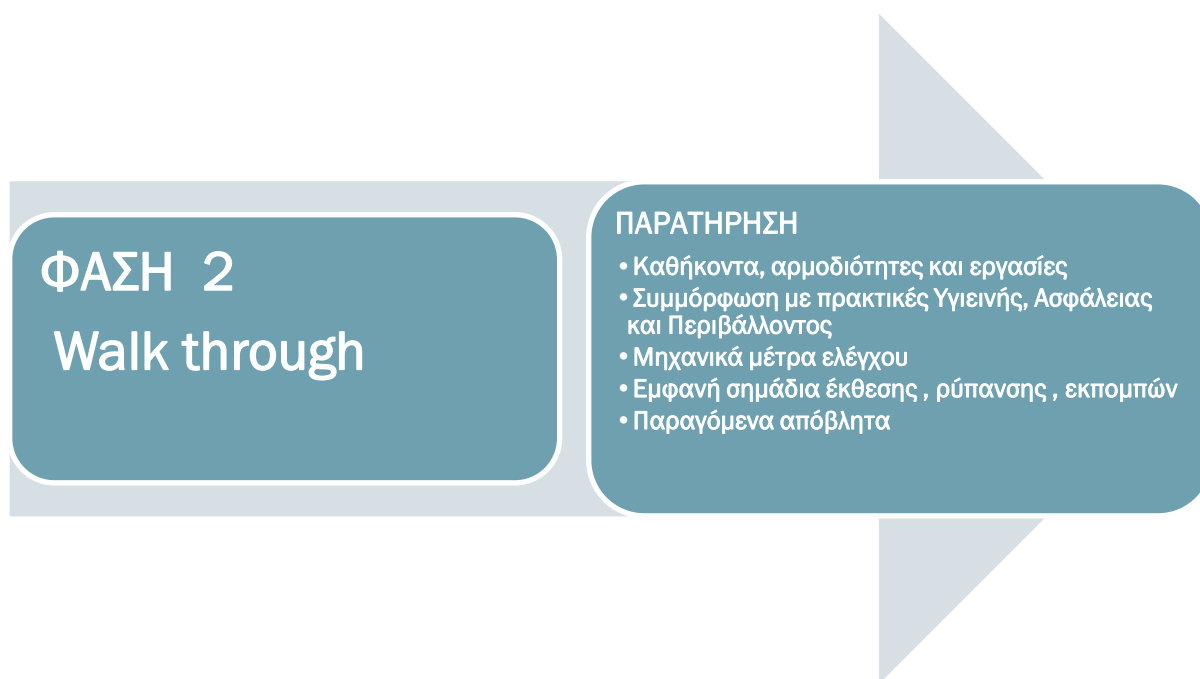 ΦΑΣΗ 2
Walk through
ΠΑΡΑΤΗΡΗΣΗ
• Καθήκοντα, αρμοδιότητες και εργασίες
• Συμμόρφωση με πρακτικές Υγιεινής, Ασφάλειας
και Περιβάλλοντος
• Μηχανικά μέτρα ελέγχου
• Εμφανή σημάδια έκθεσης , ρύπανσης , εκπομπών
• Παραγόμενα απόβλητα